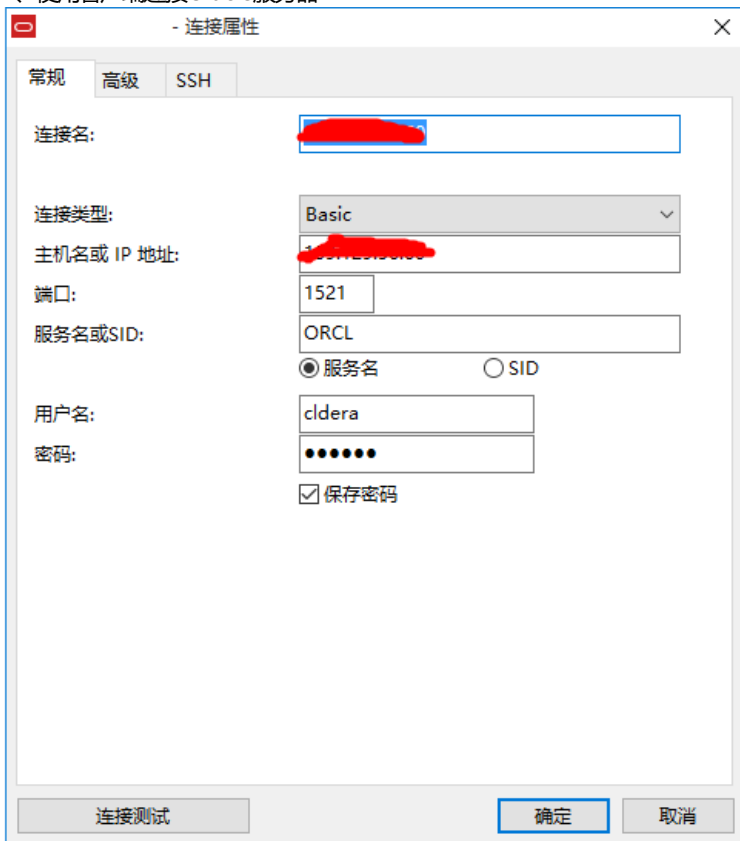 - 连接属性
常规 高级 SSH
连接名:
连接类型: Basic
主机名或 IP 地址:
端口: 1521
服务名或SID: ORCL
服务名 SID
用户名: cldera
密码: ●●●●●●
保存密码
连接测试 确定 取消